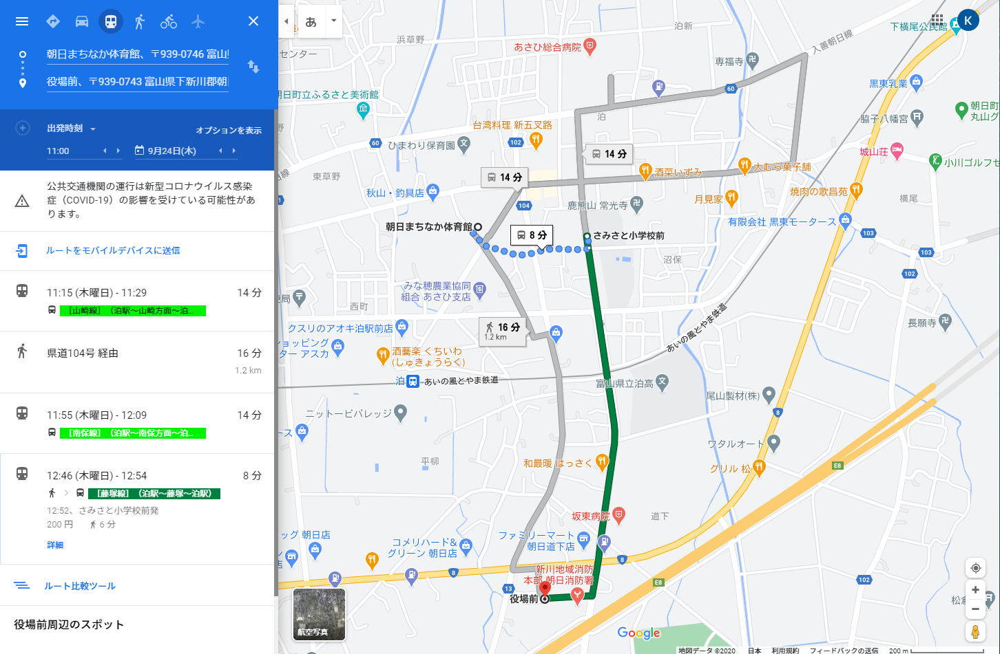 朝日まちなか体育館、〒939-0746 富山
役場前、〒939-0743 富山県下新川郡朝
出発時刻
オプションを表示
11:00
9月24日(木)
公共交通機関の運行は新型コロナウイルス感染
症（COVID-19）の影響を受けている可能性があ
ります。
ルートをモバイルデバイスに送信
11:15 (木曜日) - 11:29
14 分
［山崎線］（泊駅〜山崎方面〜泊...
県道104号 経由
16 分
1.2 km
11:55 (木曜日) - 12:09
14 分
［南保線］（泊駅〜南保方面〜泊...
12:46 (木曜日) - 12:54
8 分
［藤塚線］（泊駅〜藤塚〜泊駅）
12:52、さみさと小学校前発
200 円
6 分
詳細
ルート比較ツール
役場前周辺のスポット
あ
K
浜草野
泊新
入善朝日線
下横尾公民館
センター
あさひ総合病院
専福寺
60
黒東乳業
朝日町立ふるさと美術館
朝日町
丸山グ
泊
脇子八幡宮
台湾料理 新五叉路
60
ひまわり保育園
102
14 分
城山荘
小川ゴルフセ
東草野
14 分
酒菜いずみ
大むら菓子舗
秋山・釣具店
104
鹿熊山 常光寺
月見家
焼肉の歌昌苑
横尾
朝日まちなか体育館
8 分
さみさと小学校前
有限会社 黒東モータース
103
103
沼保
102
みな穂農業協同
組合 あさひ支店
西町
クスリのアオキ泊駅前店
16 分
1.2 km
あいの風とやま鉄道
長願寺
ョッピング
ター アスカ
酒蕎楽 くちいわ
(しゅきょうらく)
泊
あいの風とやま鉄道
富山県立泊高
尾山製材(株)
8
ニットービバレッジ
ース
ワタルオート
平柳
和最暖 はっさく
グリル 松
E8
坂東病院
道下
ッグ 朝日店
ファミリーマート
朝日道下店
コメリハード&
グリーン 朝日店
8
8
新川地域消防
本部 朝日消防署
13
E8
102
役場前
松倉
航空写真
Google
地図データ ©2020
日本
利用規約
フィードバックの送信
200 m